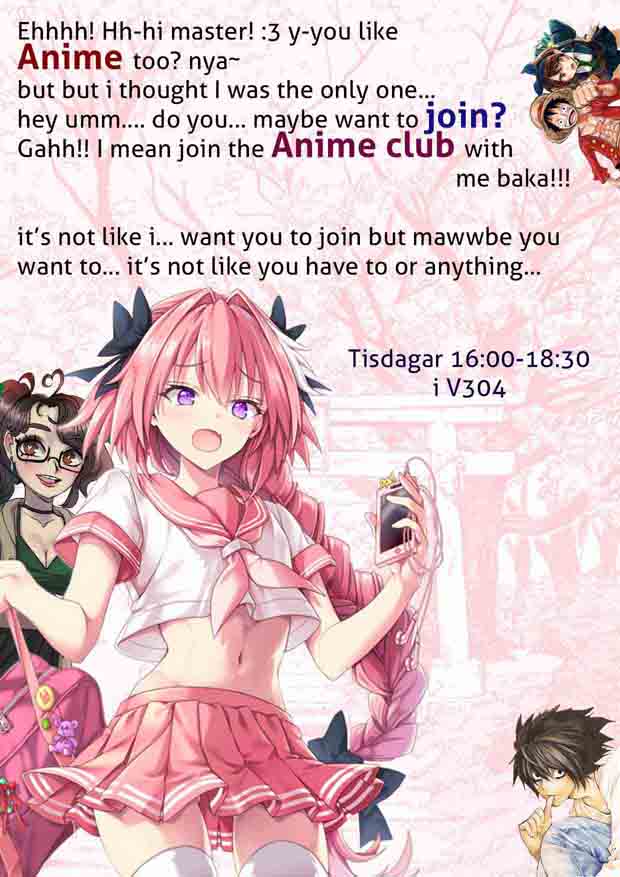 Ehhhh! Hh-hi master! :3 y-you like
Anime too? nya~
but but i thought I was the only one...
hey umm.... do you... maybe want to join?
Gahh!! I mean join the Anime club with
me baka!!!
it's not like i... want you to join but mawwbe you
want to... it's not like you have to or anything...
Tisdagar 16:00-18:30
i V304